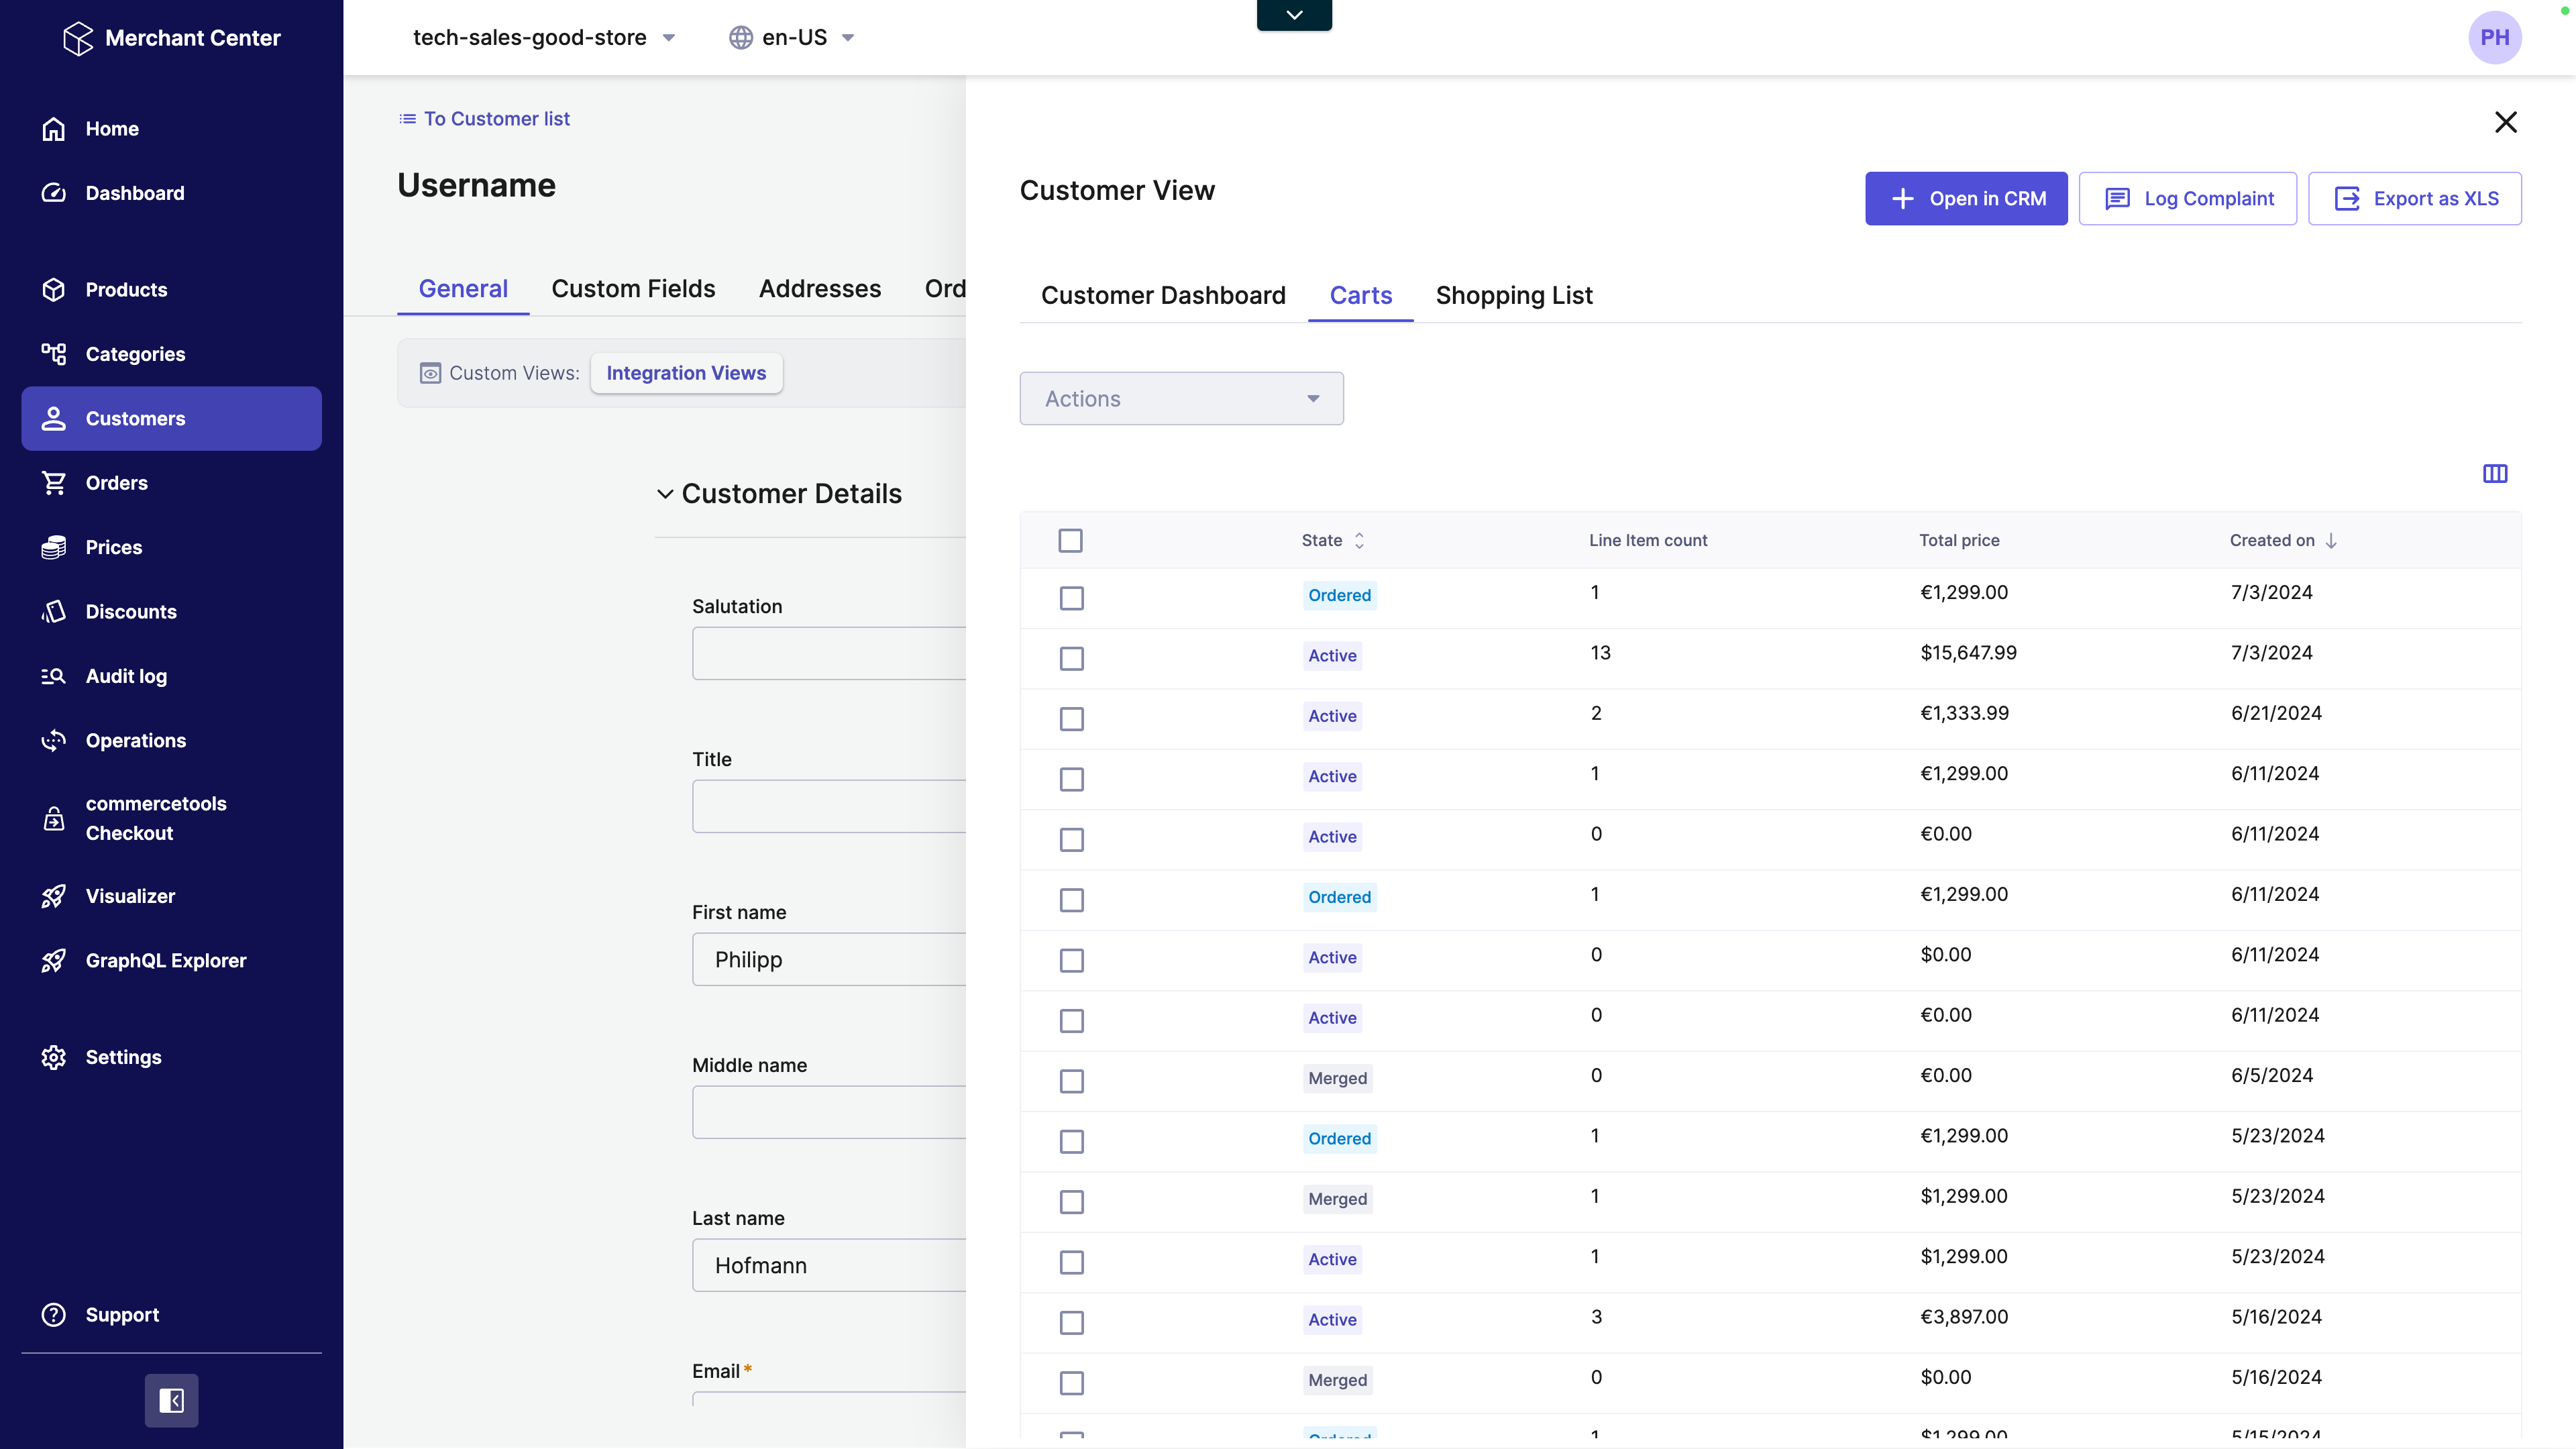 Merchant Center
tech-sales-good-store
en-US
PH
Home
Dashboard
Products
Categories
Customers
Orders
Prices
Discounts
Audit log
Operations
commercetools
Checkout
Visualizer
GraphQL Explorer
Settings
Support
To Customer list
Username
General Custom Fields Addresses Ord
Custom Views: Integration Views
Customer Details
Salutation
Title
First name
Philipp
Middle name
Last name
Hofmann
Email*
Customer View
Open in CRM Log Complaint Export as XLS
Customer Dashboard Carts Shopping List
Actions
State Line Item count Total price Created on
Ordered 1 €1,299.00 7/3/2024
Active 13 $15,647.99 7/3/2024
Active 2 €1,333.99 6/21/2024
Active 1 €1,299.00 6/11/2024
Active 0 €0.00 6/11/2024
Ordered 1 €1,299.00 6/11/2024
Active 0 $0.00 6/11/2024
Active 0 €0.00 6/11/2024
Merged 0 €0.00 6/5/2024
Ordered 1 €1,299.00 5/23/2024
Merged 1 $1,299.00 5/23/2024
Active 1 $1,299.00 5/23/2024
Active 3 €3,897.00 5/16/2024
Merged 0 $0.00 5/16/2024
Ordered 1 $1,299.00 5/15/2024